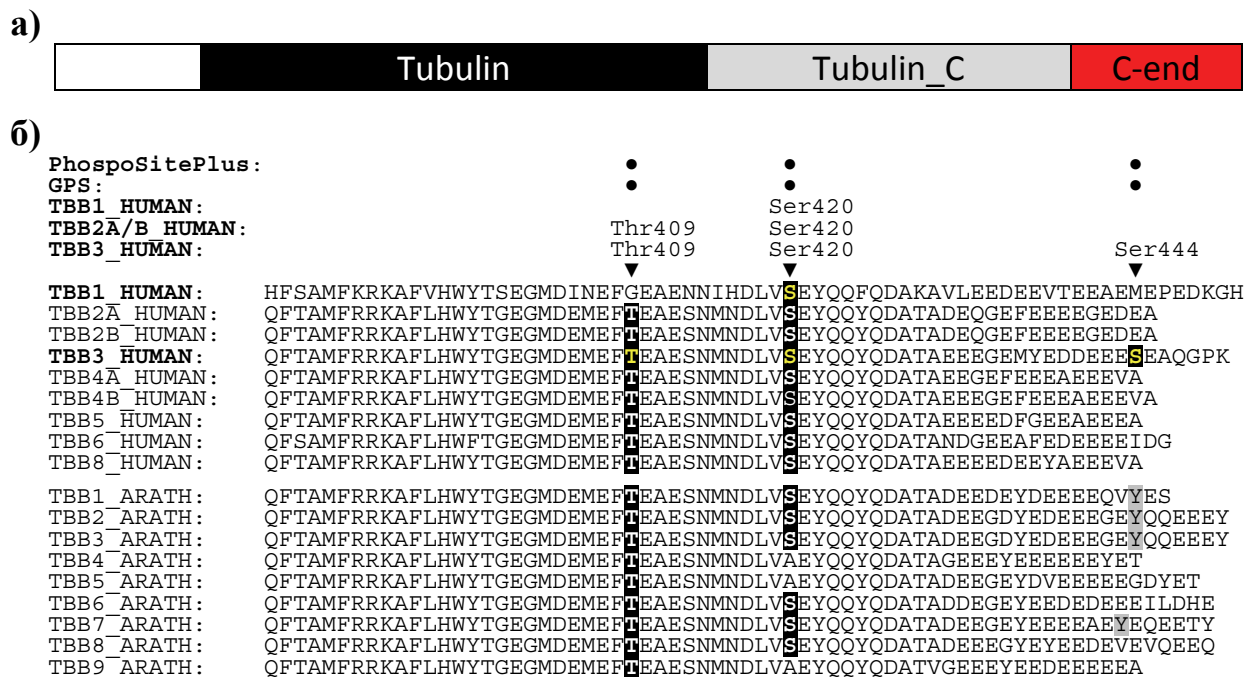 а)
Tubulin Tubulin_C C-end
б)
PhospoSitePlus: ● ● ●
GPS: ● ● ●
TBB1_HUMAN: Ser420
TBB2A/B_HUMAN: Thr409 Ser420
TBB3_HUMAN: Thr409 Ser420 Ser444
▼ ▼ ▼
TBB1_HUMAN: HFSAMFKRKAFVHWYTSEGMDINEFGEAENNIHDLVSEYQQFQDAKAVLEEDEEVTEEAEMEPEDKGH
TBB2A_HUMAN: QFTAMFRRKAFLHWYTGEGMDEMEFTEAESNMNDLVSEYQQYQDATADEQGEFEEEEGEDEA
TBB2B_HUMAN: QFTAMFRRKAFLHWYTGEGMDEMEFTEAESNMNDLVSEYQQYQDATADEQGEFEEEEGEDEA
TBB3_HUMAN: QFTAMFRRKAFLHWYTGEGMDEMEFTEAESNMNDLVSEYQQYQDATAEEEGEMYEDDEEESEAQGPK
TBB4A_HUMAN: QFTAMFRRKAFLHWYTGEGMDEMEFTEAESNMNDLVSEYQQYQDATAEEGEFEEEAEEEVA
TBB4B_HUMAN: QFTAMFRRKAFLHWYTGEGMDEMEFTEAESNMNDLVSEYQQYQDATAEEEGEFEEEAEEEVA
TBB5_HUMAN: QFTAMFRRKAFLHWYTGEGMDEMEFTEAESNMNDLVSEYQQYQDATAEEEEDFGEEAEEEA
TBB6_HUMAN: QFSAMFRRKAFLHWFTGEGMDEMEFTEAESNMNDLVSEYQQYQDATANDGEEAFEDEEEEIDG
TBB8_HUMAN: QFTAMFRRKAFLHWYTGEGMDEMEFTEAESNMNDLVSEYQQYQDATAEEEEDEEYAEEEVA
TBB1_ARATH: QFTAMFRRKAFLHWYTGEGMDEMEFTEAESNMNDLVSEYQQYQDATADEEDEYDEEEEQVYES
TBB2_ARATH: QFTAMFRRKAFLHWYTGEGMDEMEFTEAESNMNDLVSEYQQYQDATADEEGDYEDEEEGEYQQEEEY
TBB3_ARATH: QFTAMFRRKAFLHWYTGEGMDEMEFTEAESNMNDLVSEYQQYQDATADEEGDYEDEEEGEYQQEEEY
TBB4_ARATH: QFTAMFRRKAFLHWYTGEGMDEMEFTEAESNMNDLVAEYQQYQDATAGEEEYEEEEEEYET
TBB5_ARATH: QFTAMFRRKAFLHWYTGEGMDEMEFTEAESNMNDLVAEYQQYQDATADEEGEYDVEEEEEGDYET
TBB6_ARATH: QFTAMFRRKAFLHWYTGEGMDEMEFTEAESNMNDLVSEYQQYQDATADDEGEYEEDEDEEEILDHE
TBB7_ARATH: QFTAMFRRKAFLHWYTGEGMDEMEFTEAESNMNDLVSEYQQYQDATADEEGEYEEEEAEYEQEETY
TBB8_ARATH: QFTAMFRRKAFLHWYTGEGMDEMEFTEAESNMNDLVSEYQQYQDATADEEEGYEYEEDEVEVQEEQ
TBB9_ARATH: QFTAMFRRKAFLHWYTGEGMDEMEFTEAESNMNDLVAEYQQYQDATVGEEEYEEDEEEEEA